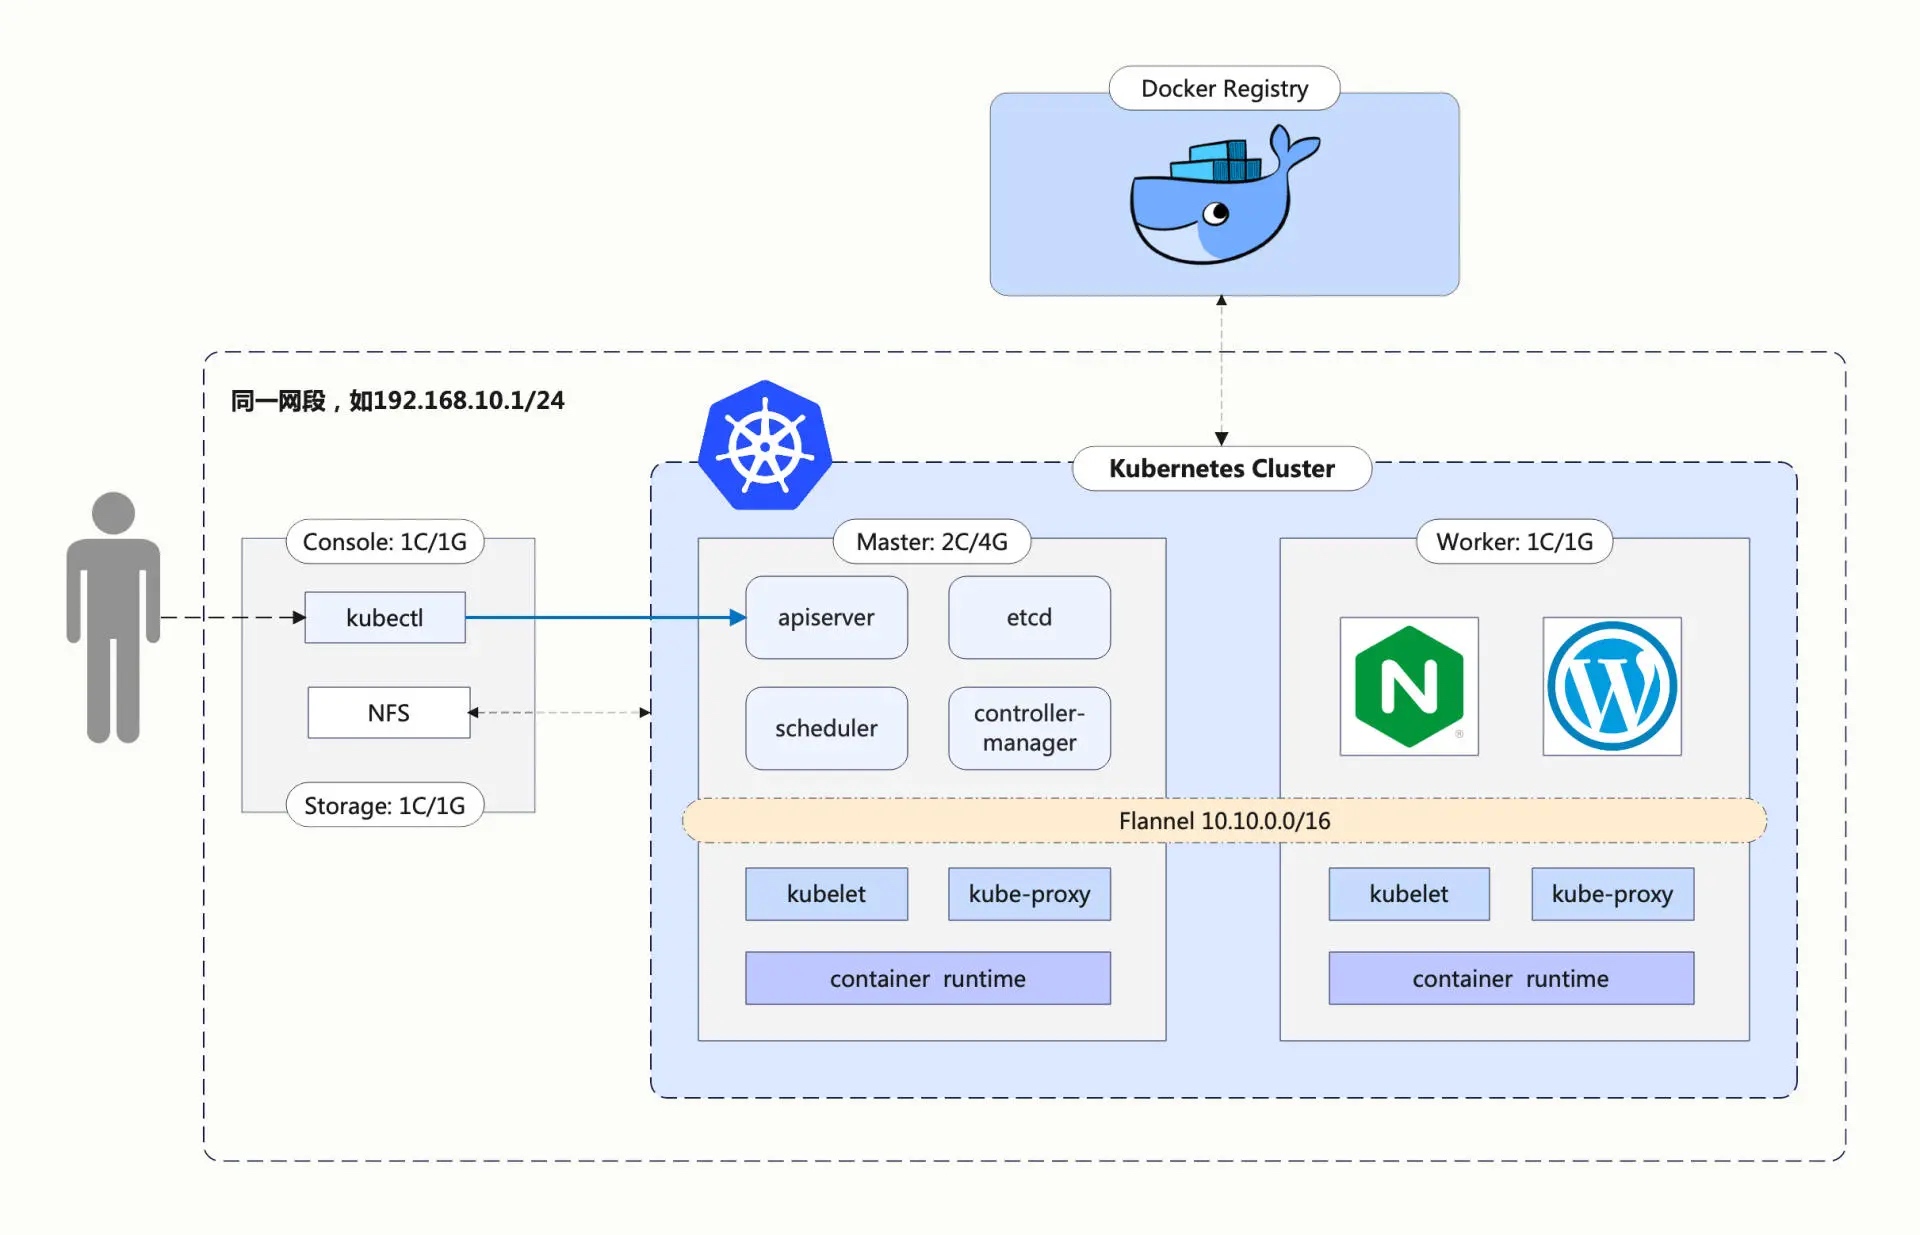 Docker Registry
同一网段，如192.168.10.1/24
Kubernetes Cluster
Console: 1C/1G
kubectl
NFS
Storage: 1C/1G
Master: 2C/4G
apiserver
etcd
scheduler
controller-
manager
Worker: 1C/1G
N
®
W
Flannel 10.10.0.0/16
kubelet
kube-proxy
container runtime
kubelet
kube-proxy
container runtime